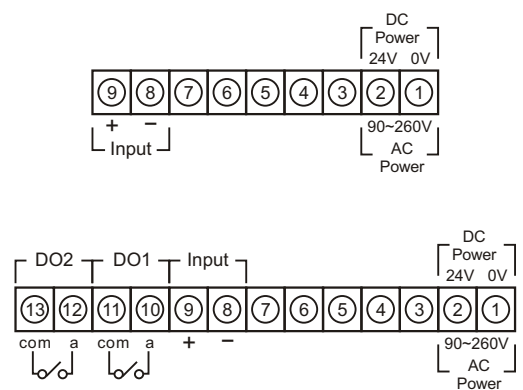 DC
Power
24V 0V
9 8 7 6 5 4 3 2 1
+ −
90~260V
Input
AC
Power
DC
Power
DO2 DO1 Input
24V 0V
13 12 11 10 9 8 7 6 5 4 3 2 1
com a com a + −
90~260V
AC
Power